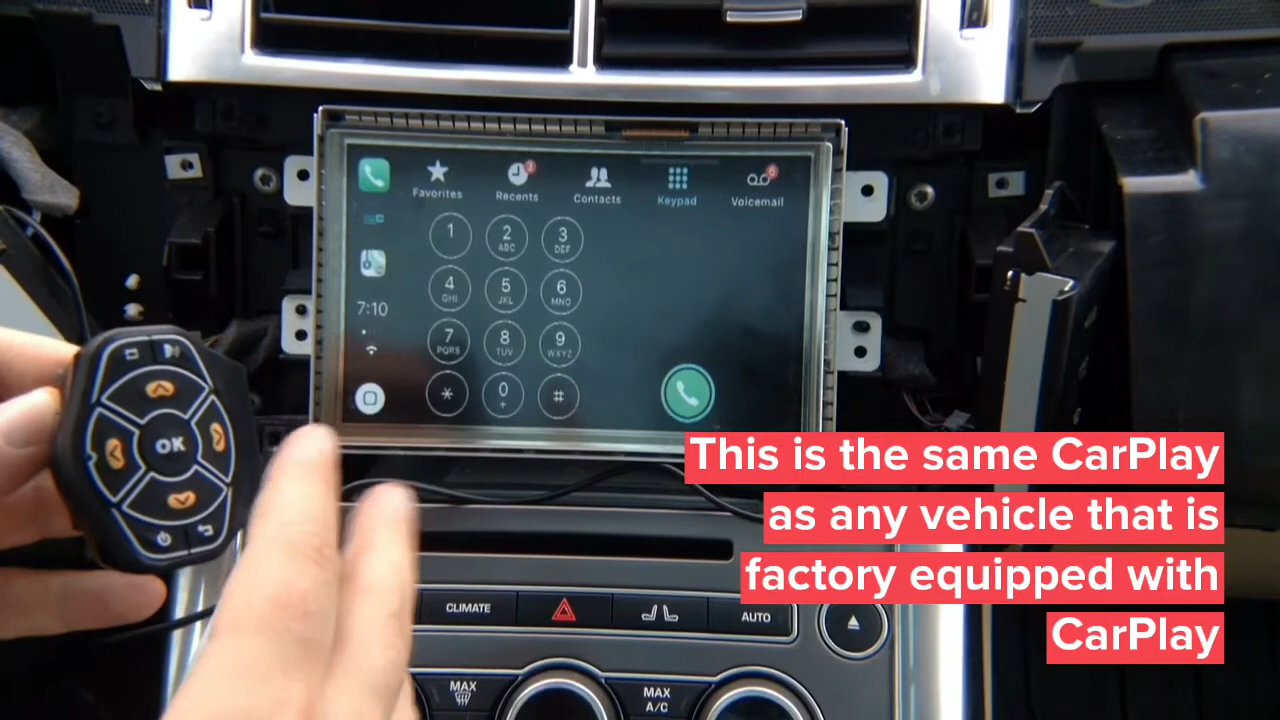 Favorites
3
Recents
Contacts
Keypad
6
Voicemail
1
2
ABC
3
DEF
4
GHI
5
JKL
6
MNO
7:10
7
PQRS
8
TUV
9
WXYZ
*
0
+
#
OK
This is the same CarPlay
as any vehicle that is
factory equipped with
CarPlay
CLIMATE
AUTO
MAX
MAX
A/C